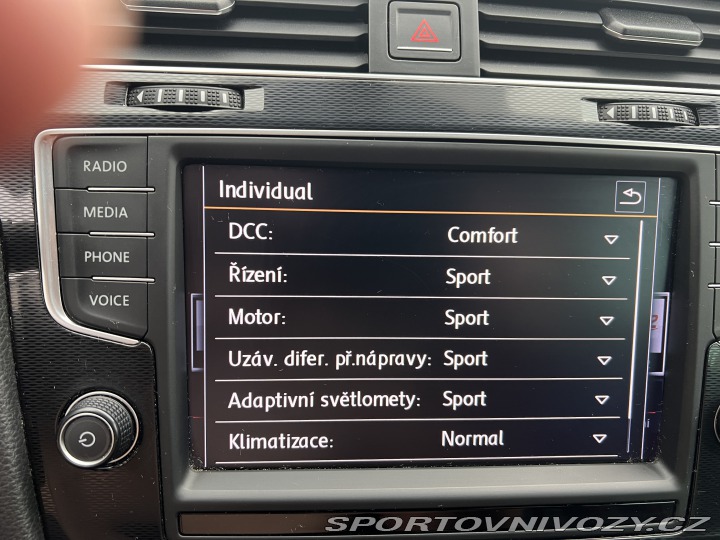 RADIO
MEDIA
PHONE
VOICE
Individual
DCC: Comfort
Řízení: Sport
Motor: Sport
Uzáv. difer. př.nápravy: Sport
Adaptivní světlomety: Sport
Klimatizace: Normal
SPORTOVNIVOZY.CZ